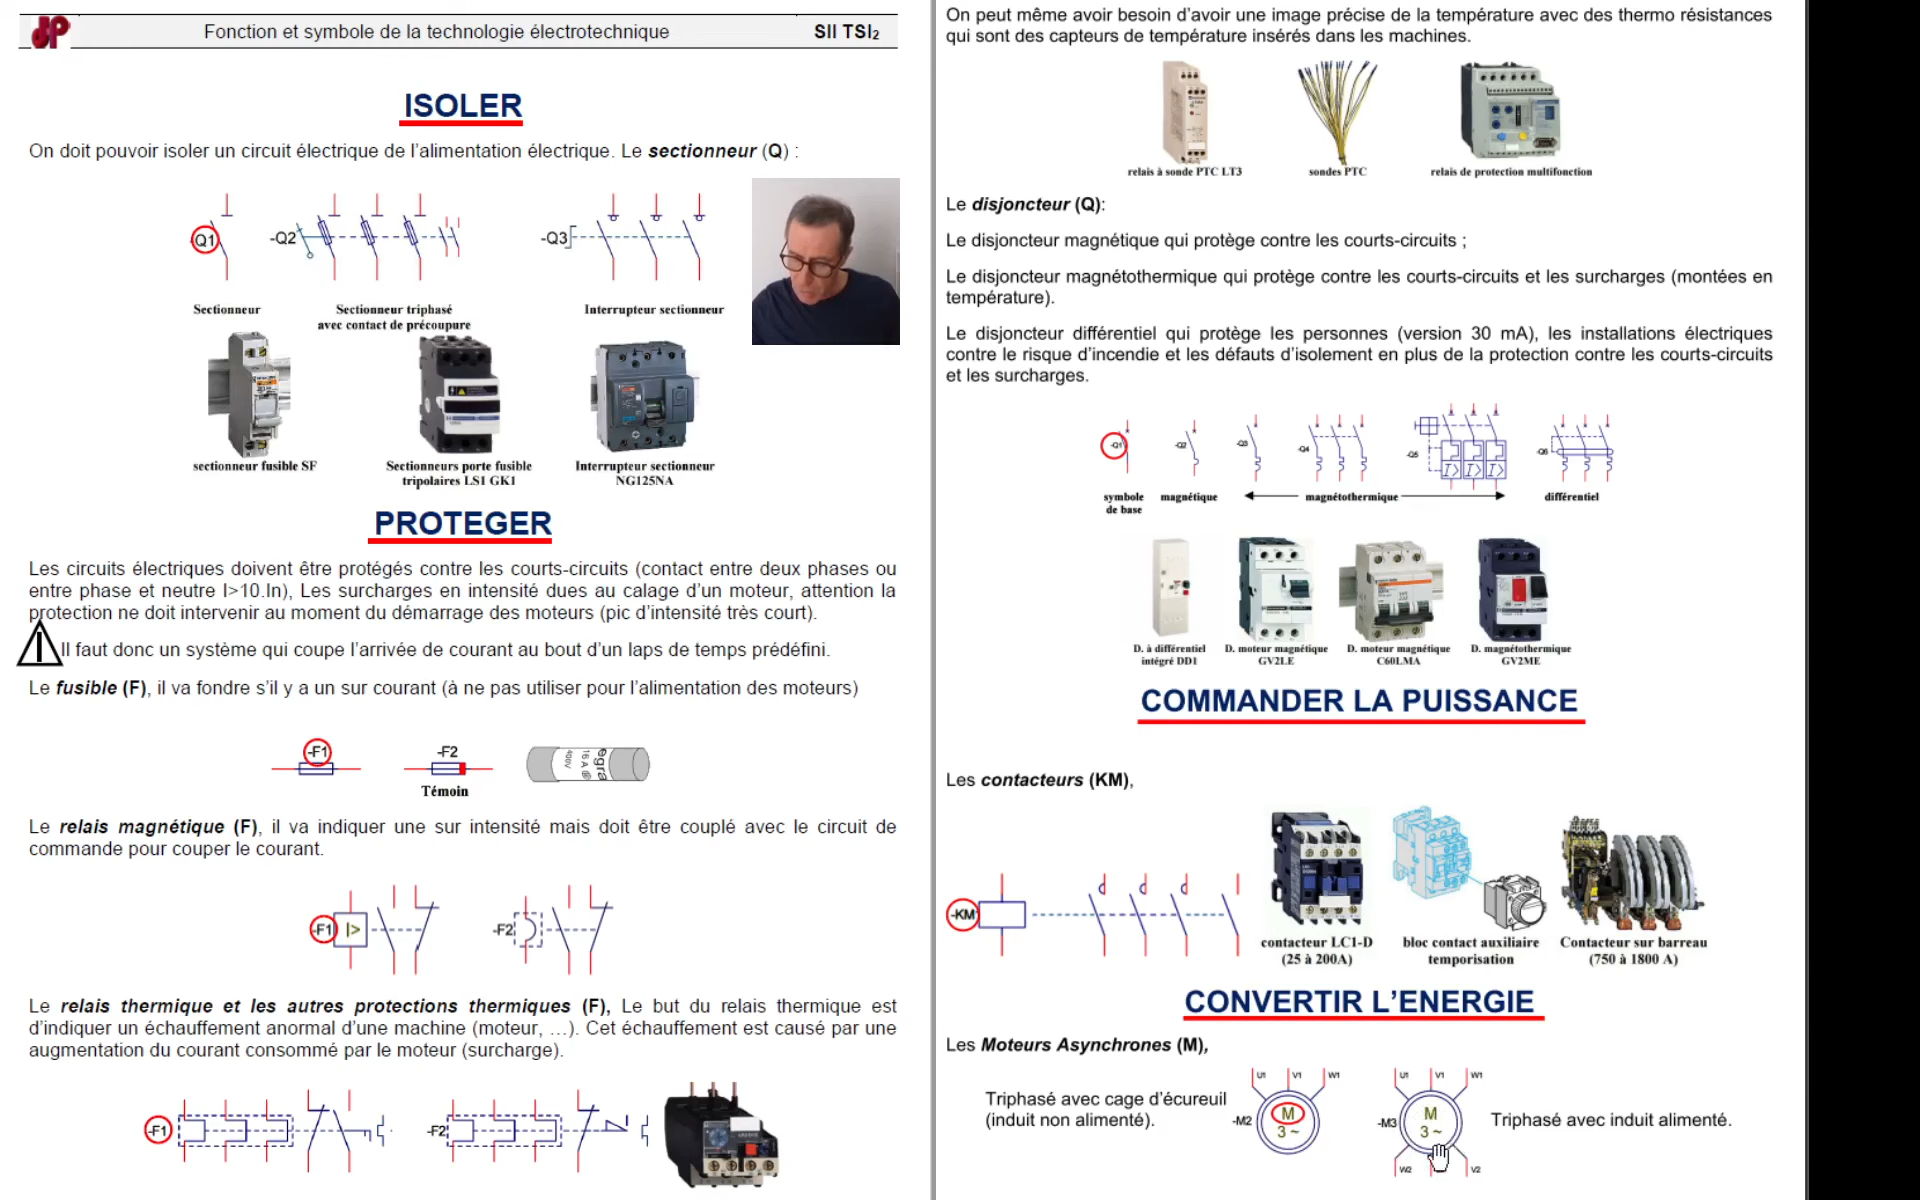 Fonction et symbole de la technologie électrotechnique
SII TSI2
ISOLER
On doit pouvoir isoler un circuit électrique de l'alimentation électrique. Le sectionneur (Q) :
Q1
-Q2
-Q3
Sectionneur
Sectionneur triphasé
avec contact de précoupure
Interrupteur sectionneur
sectionneur fusible SF
Sectionneurs porte fusible
tripolaires LS1 GK1
Interrupteur sectionneur
NG125NA
PROTEGER
Les circuits électriques doivent être protégés contre les courts-circuits (contact entre deux phases ou
entre phase et neutre I>10.In), Les surcharges en intensité dues au calage d'un moteur, attention la
protection ne doit intervenir au moment du démarrage des moteurs (pic d'intensité très court).
Il faut donc un système qui coupe l'arrivée de courant au bout d'un laps de temps prédéfini.
Le fusible (F), il va fondre s'il y a un sur courant (à ne pas utiliser pour l'alimentation des moteurs)
-F1
-F2
Témoin
16 A
400V
Le relais magnétique (F), il va indiquer une sur intensité mais doit être couplé avec le circuit de
commande pour couper le courant.
-F1
I>
-F2
Le relais thermique et les autres protections thermiques (F), Le but du relais thermique est
d'indiquer un échauffement anormal d'une machine (moteur, …). Cet échauffement est causé par une
augmentation du courant consommé par le moteur (surcharge).
-F1
-F2
On peut même avoir besoin d'avoir une image précise de la température avec des thermo résistances
qui sont des capteurs de température insérés dans les machines.
relais à sonde PTC LT3
sondes PTC
relais de protection multifonction
Le disjoncteur (Q):
Le disjoncteur magnétique qui protège contre les courts-circuits ;
Le disjoncteur magnétothermique qui protège contre les courts-circuits et les surcharges (montées en
température).
Le disjoncteur différentiel qui protège les personnes (version 30 mA), les installations électriques
contre le risque d'incendie et les défauts d'isolement en plus de la protection contre les courts-circuits
et les surcharges.
-Q1
-Q2
-Q3
-Q4
-Q5
I> I> I>
-Q6
symbole
de base
magnétique
magnétothermique
différentiel
D. à différentiel
intégré DD1
D. moteur magnétique
GV2LE
D. moteur magnétique
C60LMA
D. magnétothermique
GV2ME
COMMANDER LA PUISSANCE
Les contacteurs (KM),
-KM
contacteur LC1-D
(25 à 200A)
bloc contact auxiliaire
temporisation
Contacteur sur barreau
(750 à 1800 A)
CONVERTIR L'ENERGIE
Les Moteurs Asynchrones (M),
Triphasé avec cage d'écureuil
(induit non alimenté).
U1 V1 W1
-M2
M
3 ~
U1 V1 W1
-M3
M
3 ~
W2 V2
Triphasé avec induit alimenté.